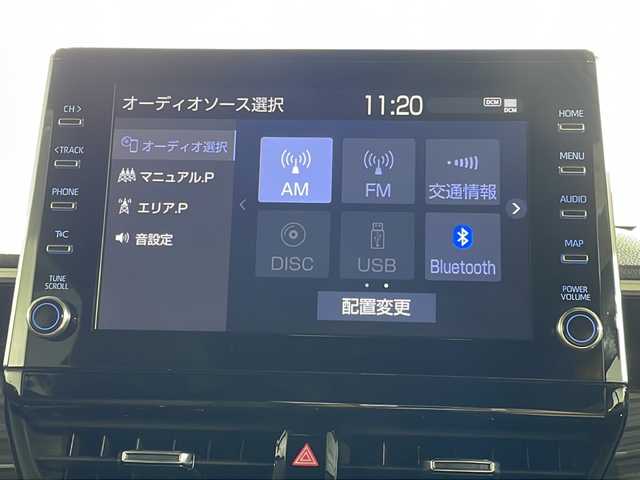 オーディオソース選択
11:20
DCM
DCM
CH >
< TRACK
PHONE
T\C
TUNE
SCROLL
オーディオ選択
マニュアル.P
エリア.P
音設定
AM
FM
交通情報
DISC
USB
Bluetooth
配置変更
HOME
MENU
AUDIO
MAP
POWER
VOLUME